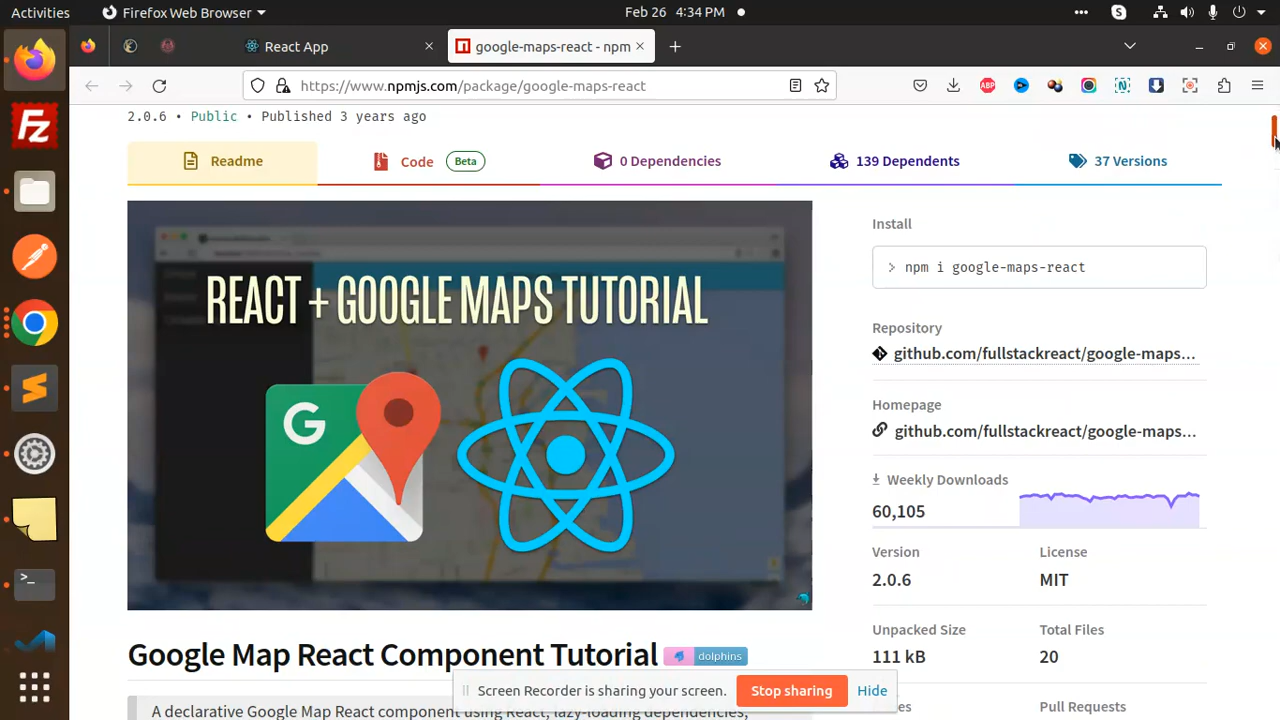 Activities
Firefox Web Browser
Feb 26 4:34 PM
React App
google-maps-react - npm
https://www.npmjs.com/package/google-maps-react
2.0.6 • Public • Published 3 years ago
Readme
Code Beta
0 Dependencies
139 Dependents
37 Versions
REACT + GOOGLE MAPS TUTORIAL
G
Install
> npm i google-maps-react
Repository
github.com/fullstackreact/google-maps...
Homepage
github.com/fullstackreact/google-maps...
Weekly Downloads
60,105
Version
License
2.0.6
MIT
Unpacked Size
Total Files
111 kB
20
Pull Requests
Google Map React Component Tutorial
dolphins
A declarative Google Map React component using React, lazy-loading dependencies,
Screen Recorder is sharing your screen.
Stop sharing
Hide